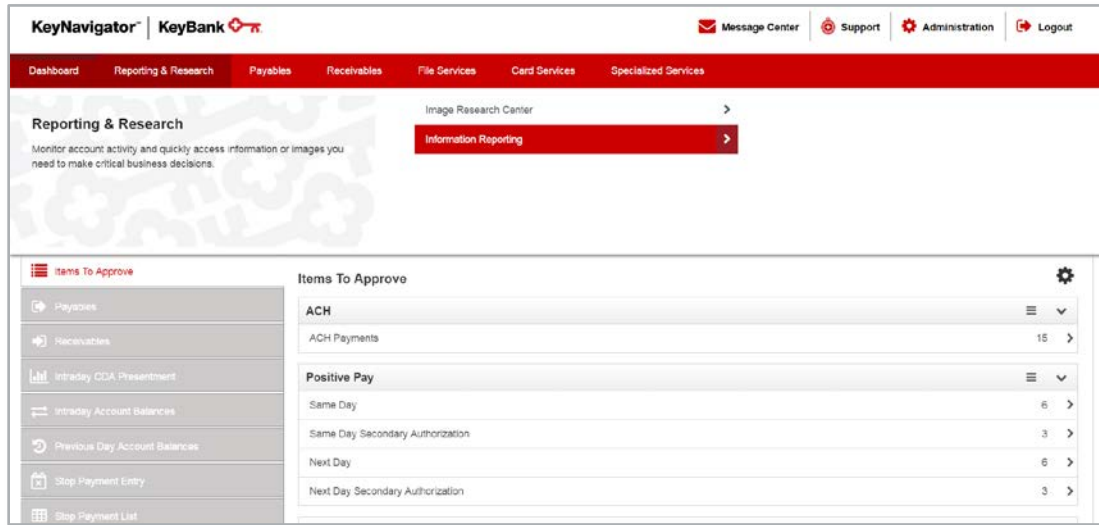 KeyNavigator™ | KeyBank
Message Center
Support
Administration
Logout
Dashboard
Reporting & Research
Payables
Receivables
File Services
Card Services
Specialized Services
Reporting & Research
Monitor account activity and quickly access information or images you
need to make critical business decisions.
Image Research Center
Information Reporting
Items To Approve
Payables
Receivables
Intraday CDA Presentment
Intraday Account Balances
Previous Day Account Balances
Stop Payment Entry
Stop Payment List
Items To Approve
ACH
ACH Payments 15
Positive Pay
Same Day 6
Same Day Secondary Authorization 3
Next Day 6
Next Day Secondary Authorization 3